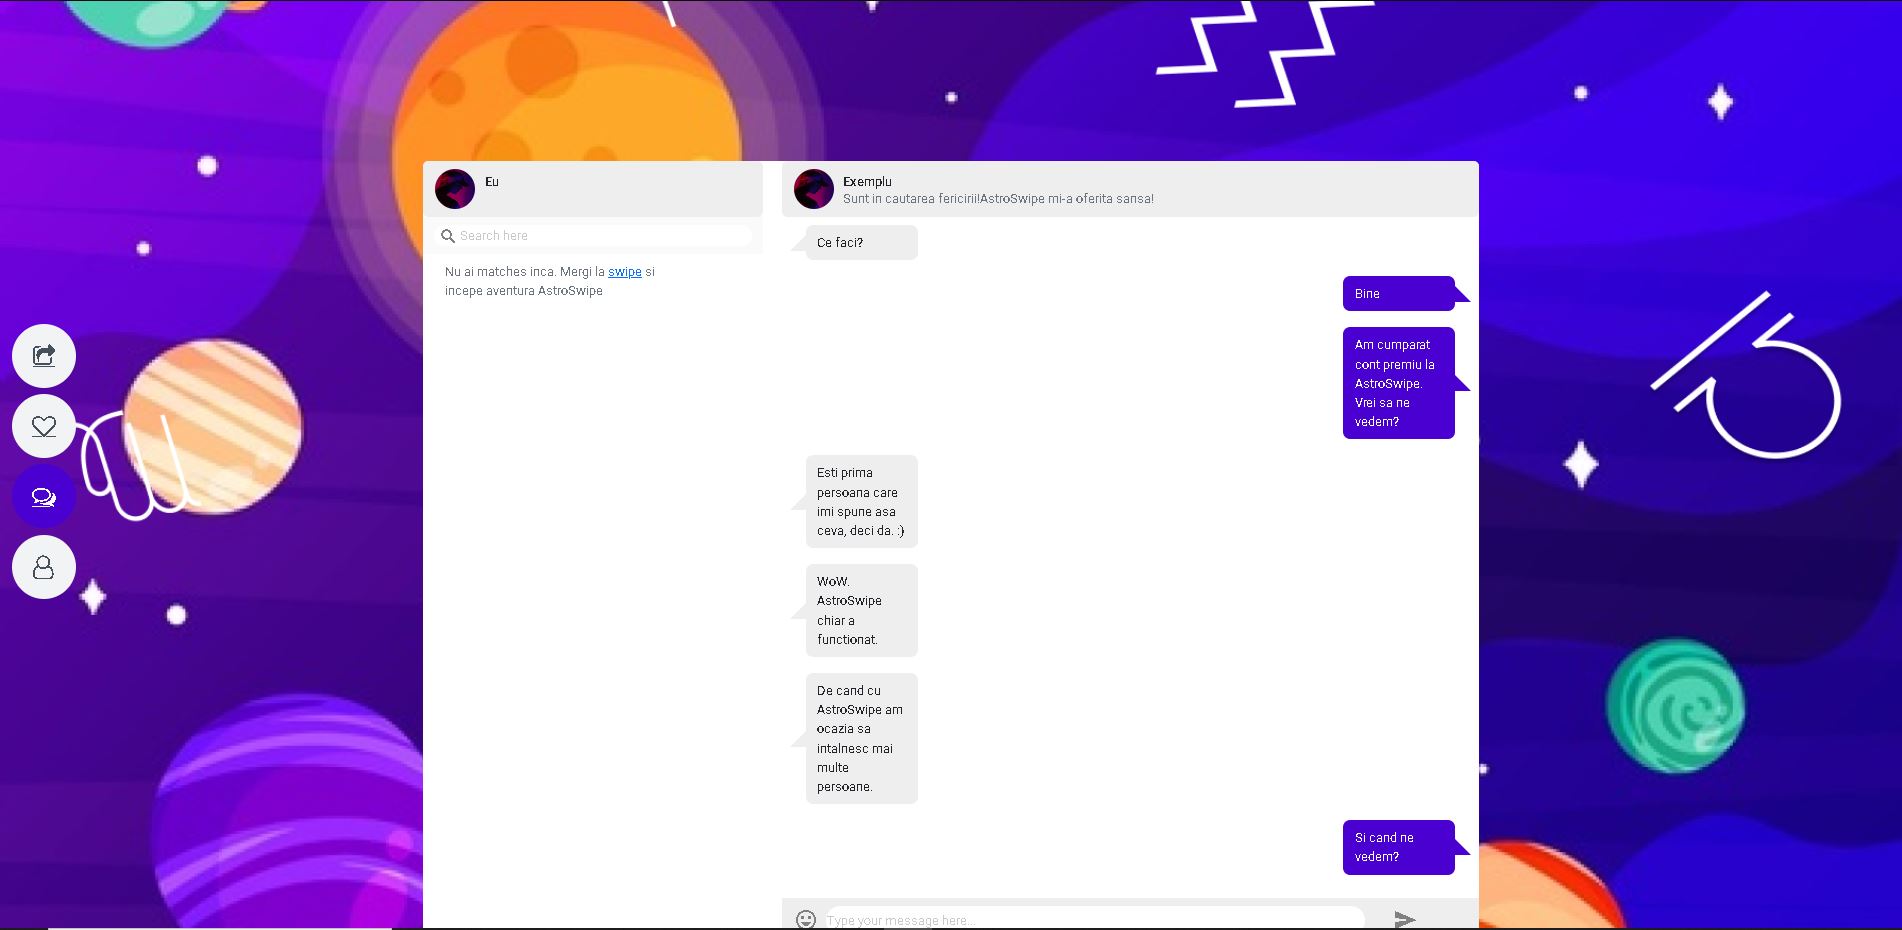 Eu
Search here
Nu ai matches inca. Mergi la swipe si
incepe aventura AstroSwipe
Exemplu
Sunt in cautarea fericirii!AstroSwipe mi-a oferita sansa!
Ce faci?
Bine
Am cumparat
cont premiu la
AstroSwipe.
Vrei sa ne
vedem?
Esti prima
persoana care
imi spune asa
ceva, deci da. :)
WoW.
AstroSwipe
chiar a
functionat.
De cand cu
AstroSwipe am
ocazia sa
intalnesc mai
multe
persoane.
Si cand ne
vedem?
Type your message here...